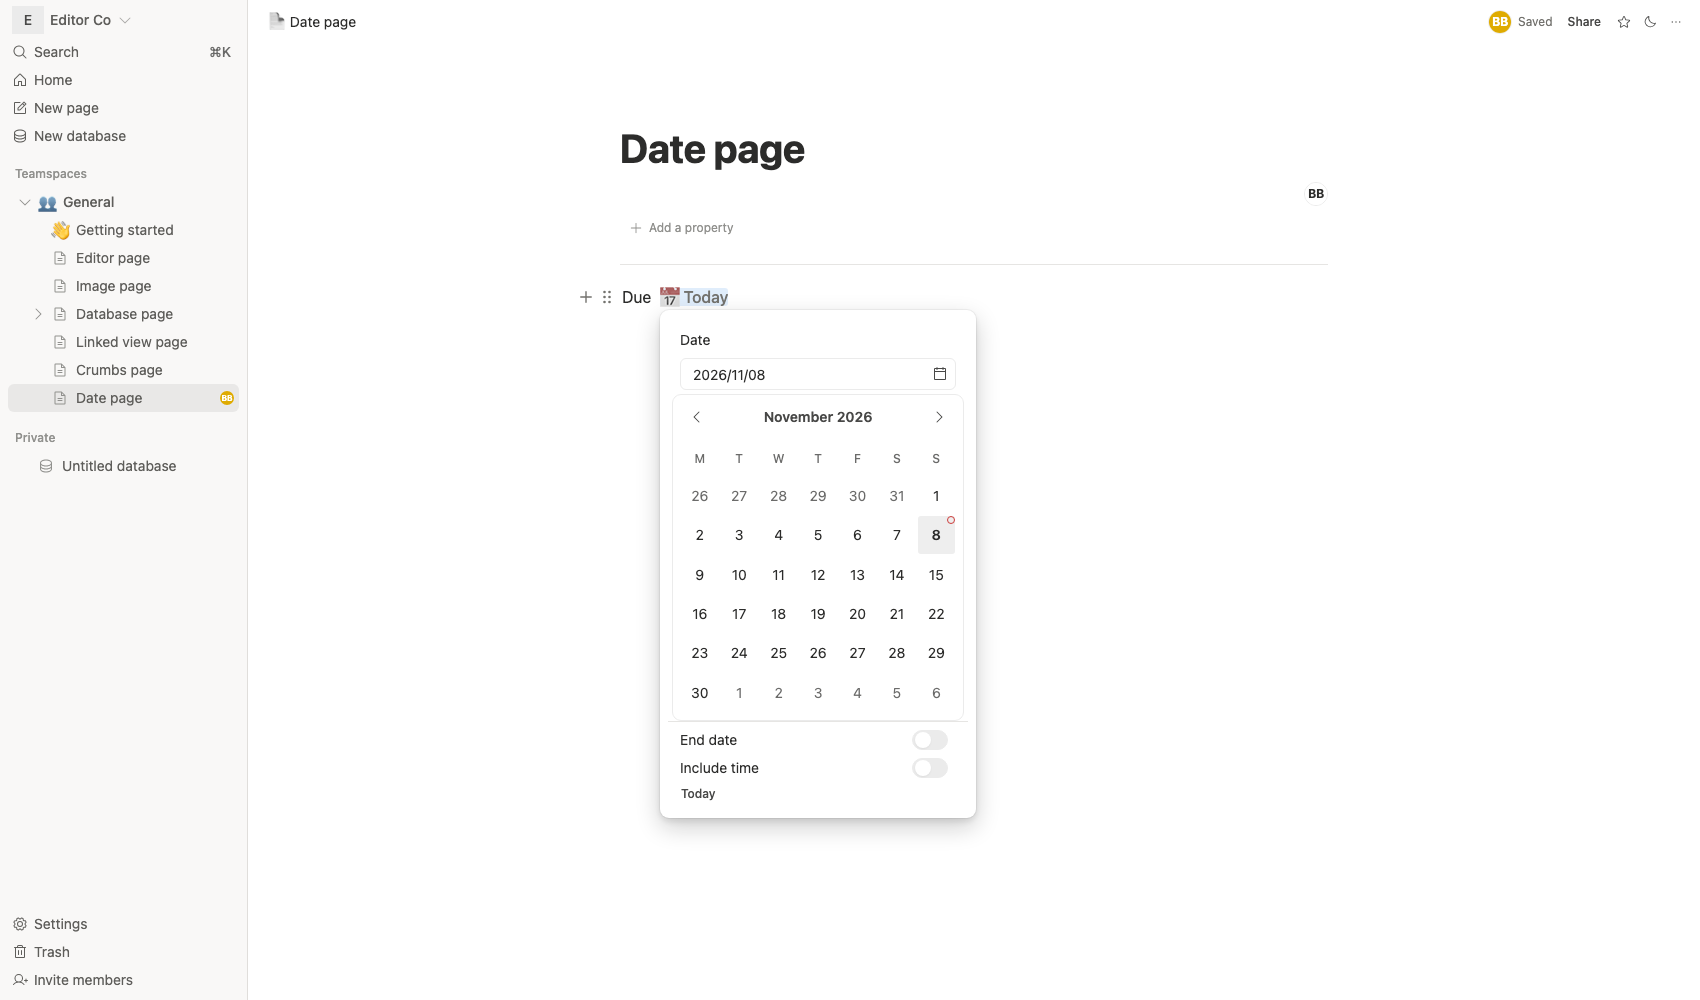 E Editor Co
Search ⌘K
Home
New page
New database
Teamspaces
General
Getting started
Editor page
Image page
Database page
Linked view page
Crumbs page
Date page BB
Private
Untitled database
Settings
Trash
Invite members
Date page
BB Saved Share
Date page
BB
Add a property
Due 📅 Today
Date
2026/11/08
November 2026
M T W T F S S
26 27 28 29 30 31 1
2 3 4 5 6 7 8
9 10 11 12 13 14 15
16 17 18 19 20 21 22
23 24 25 26 27 28 29
30 1 2 3 4 5 6
End date
Include time
Today